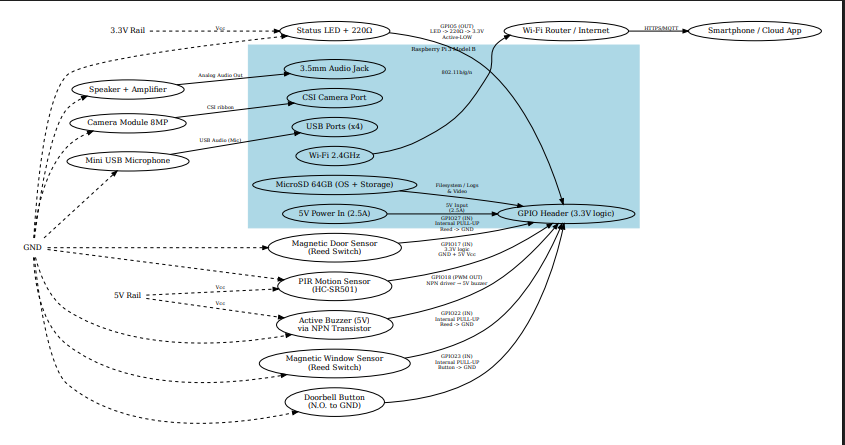 3.3V Rail
Vcc
Status LED + 220Ω
GPIO5 (OUT)
LED -> 220Ω -> 3.3V
Active-LOW
Wi-Fi Router / Internet
HTTPS/MQTT
Smartphone / Cloud App
Raspberry Pi 3 Model B
3.5mm Audio Jack
802.11b/g/n
Analog Audio Out
Speaker + Amplifier
CSI Camera Port
CSI ribbon
Camera Module 8MP
USB Ports (x4)
USB Audio (Mic)
Mini USB Microphone
Wi-Fi 2.4GHz
MicroSD 64GB (OS + Storage)
Filesystem / Logs
& Video
5V Power In (2.5A)
5V Input
(2.5A)
GPIO Header (3.3V logic)
GPIO27 (IN)
Internal PULL-UP
Reed -> GND
GND
Magnetic Door Sensor
(Reed Switch)
GPIO17 (IN)
3.3V logic
GND + 5V Vcc
PIR Motion Sensor
(HC-SR501)
GPIO18 (PWM OUT)
NPN driver → 5V buzzer
5V Rail
Vcc
Vcc
Active Buzzer (5V)
via NPN Transistor
GPIO22 (IN)
Internal PULL-UP
Reed -> GND
Magnetic Window Sensor
(Reed Switch)
GPIO23 (IN)
Internal PULL-UP
Button -> GND
Doorbell Button
(N.O. to GND)